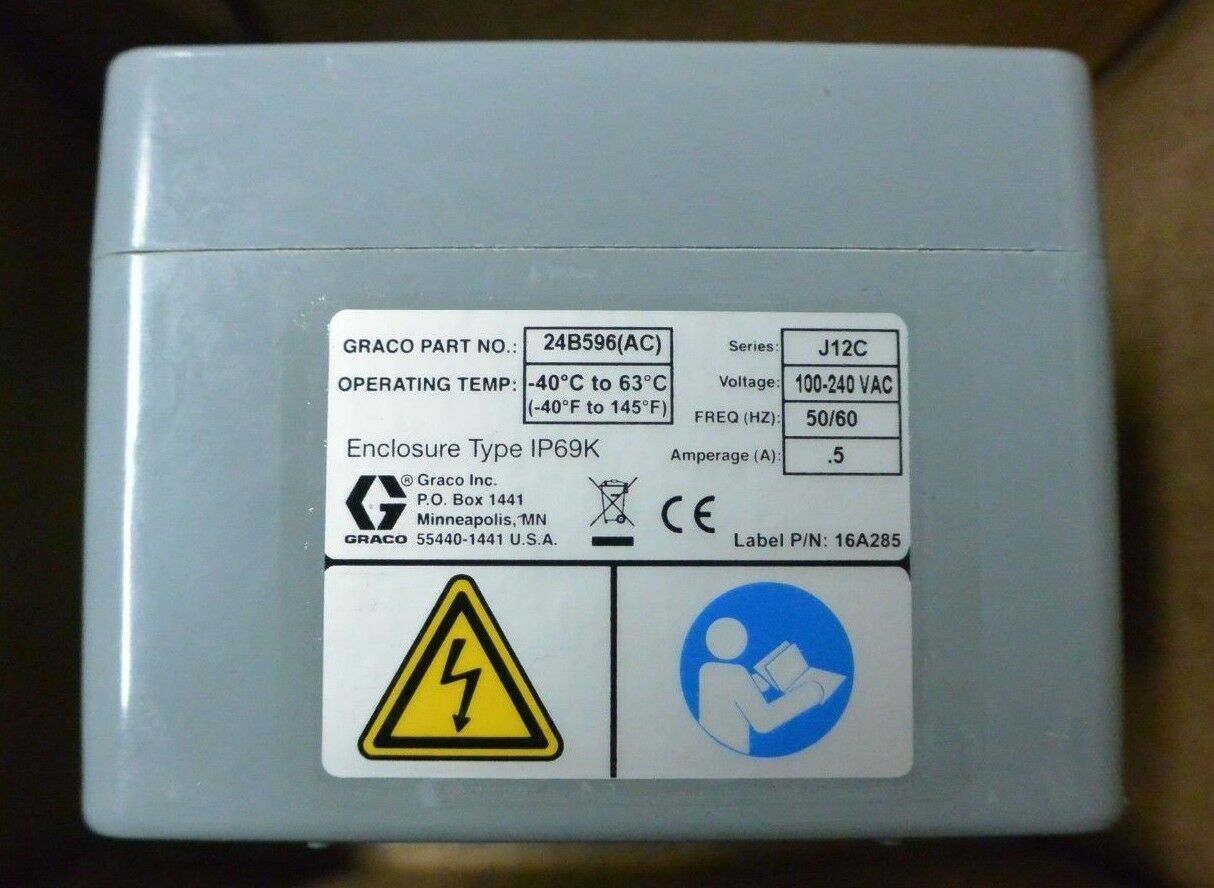 GRACO PART NO.: 24B596(AC)
OPERATING TEMP: -40°C to 63°C
(-40°F to 145°F)
Series: J12C
Voltage: 100-240 VAC
FREQ (HZ): 50/60
Amperage (A): .5
Enclosure Type IP69K
® Graco Inc.
P.O. Box 1441
Minneapolis, MN
GRACO 55440-1441 U.S.A.
CE
Label P/N: 16A285